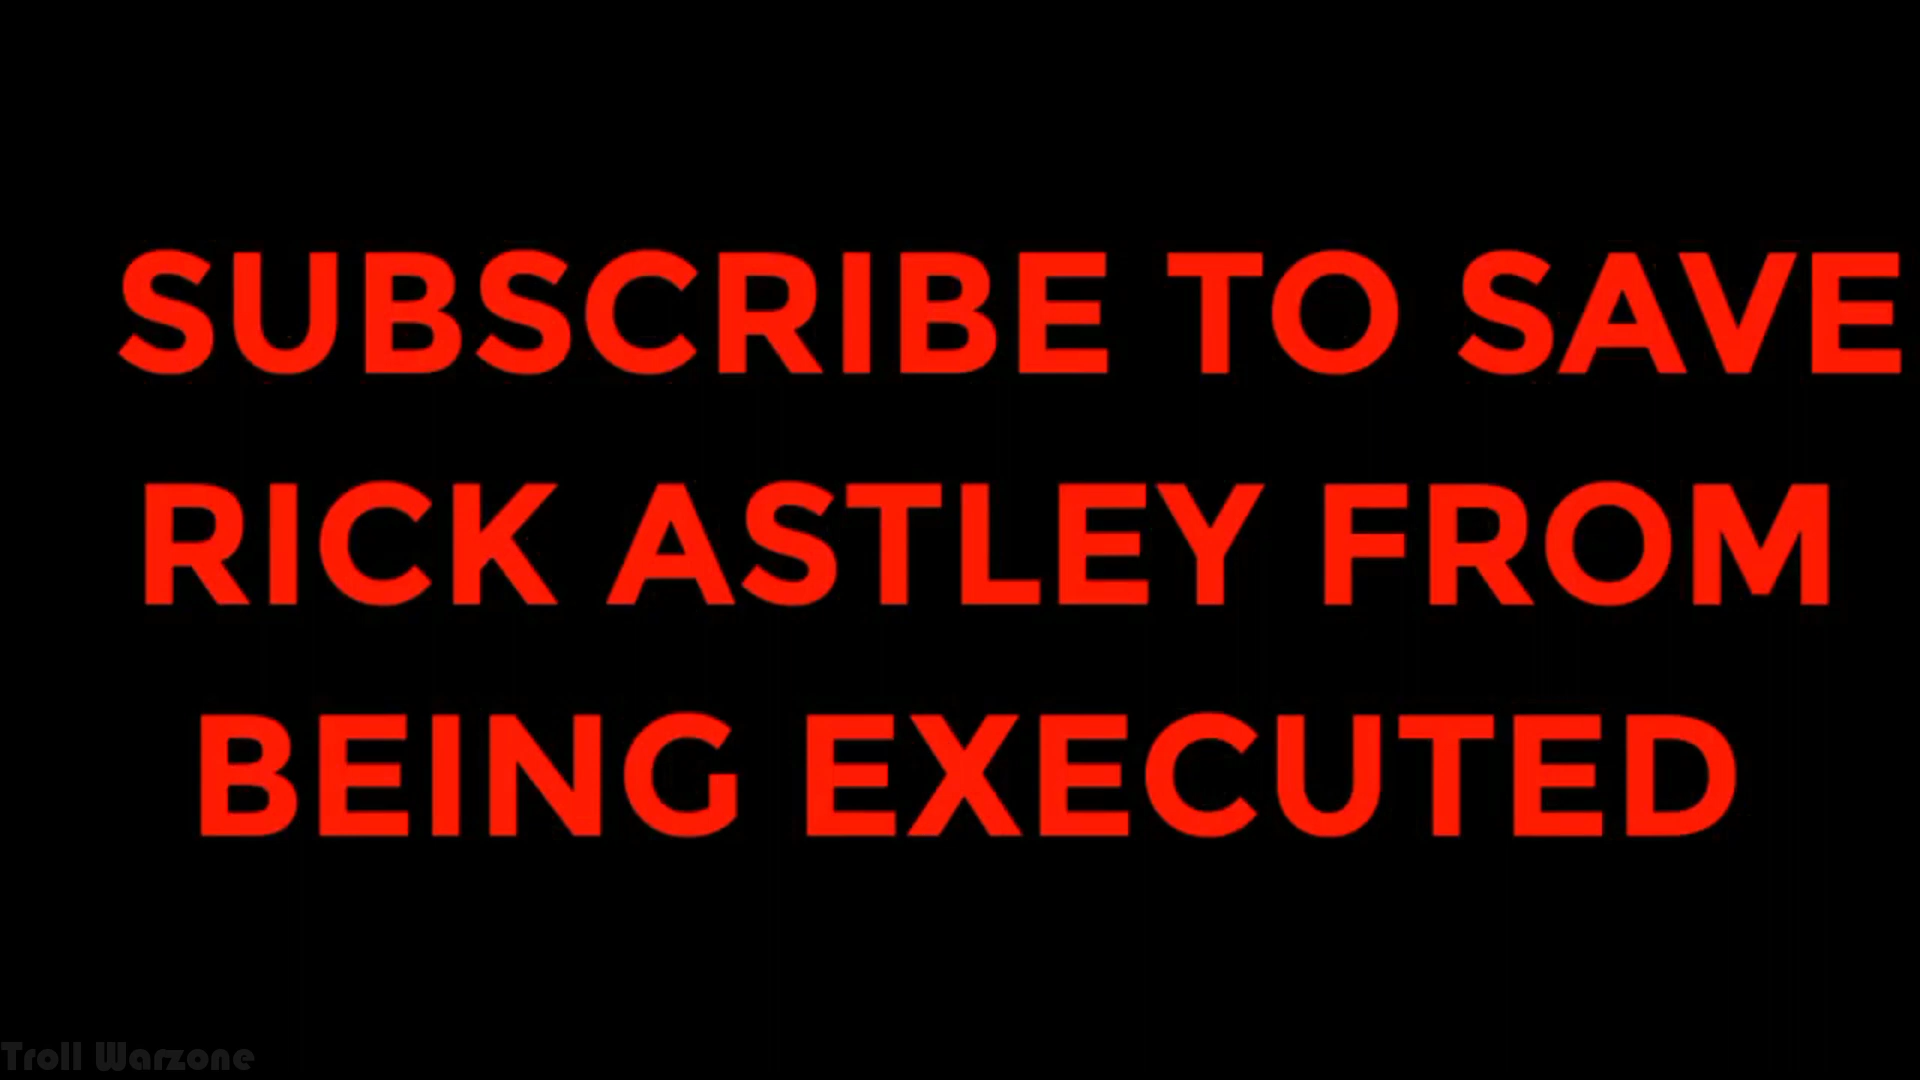 SUBSCRIBE TO SAVE
RICK ASTLEY FROM
BEING EXECUTED
Troll Warzone